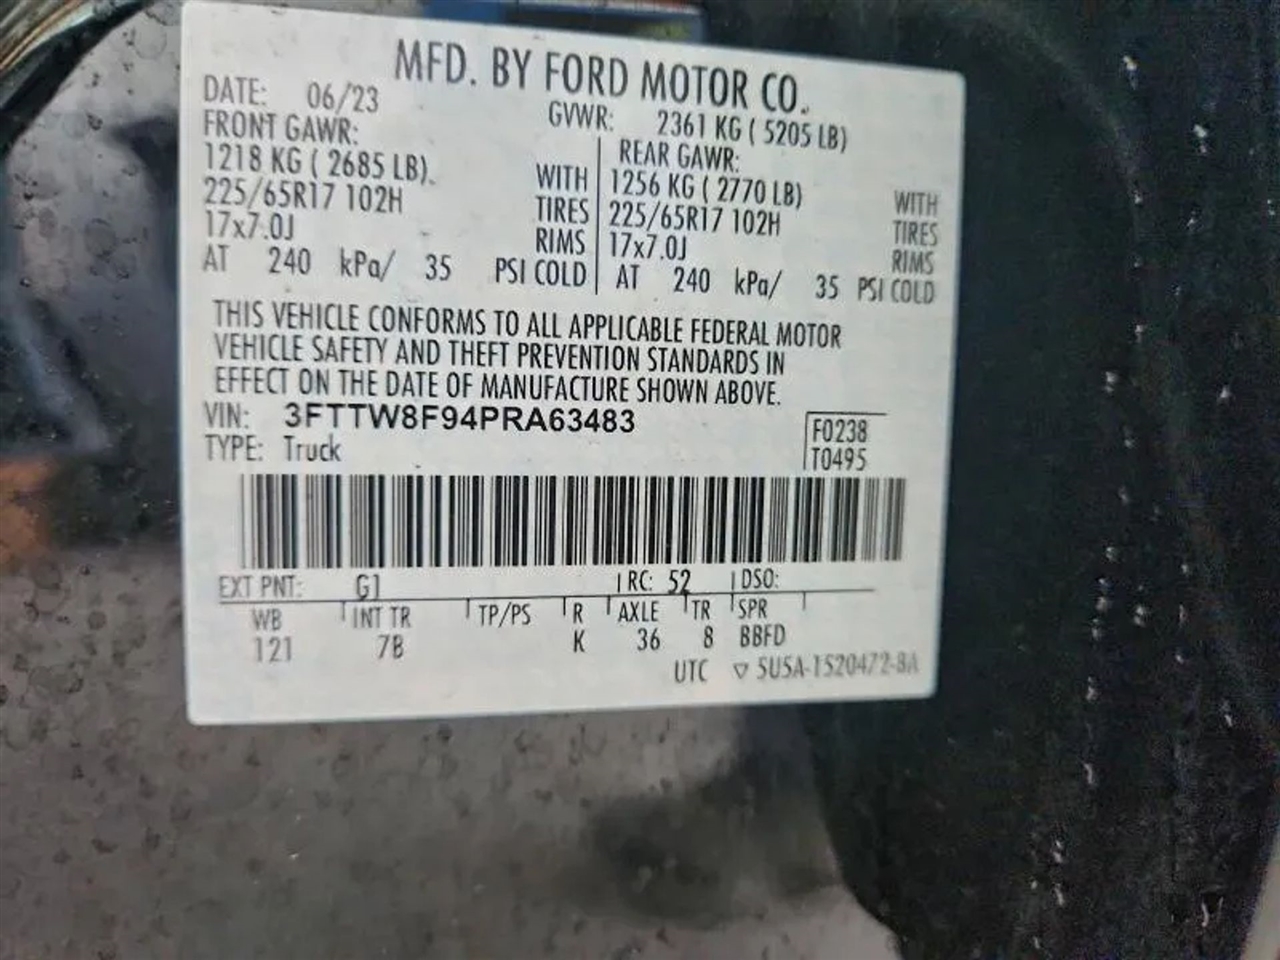 MFD. BY FORD MOTOR CO.
DATE: 06/23 GVWR: 2361 KG ( 5205 LB)
FRONT GAWR: REAR GAWR:
1218 KG ( 2685 LB). WITH 1256 KG ( 2770 LB) WITH
225/65R17 102H TIRES 225/65R17 102H TIRES
17x7.0J RIMS 17x7.0J RIMS
AT 240 kPa/ 35 PSI COLD AT 240 kPa/ 35 PSI COLD
THIS VEHICLE CONFORMS TO ALL APPLICABLE FEDERAL MOTOR
VEHICLE SAFETY AND THEFT PREVENTION STANDARDS IN
EFFECT ON THE DATE OF MANUFACTURE SHOWN ABOVE.
VIN: 3FTTW8F94PRA63483 F0238
TYPE: Truck T0495
EXT PNT: G1 RC: 52 DSO:
WB INT TR TP/PS R AXLE TR SPR
121 7B K 36 8 BBFD
UTC ▽ 5U5A-1520472-BA